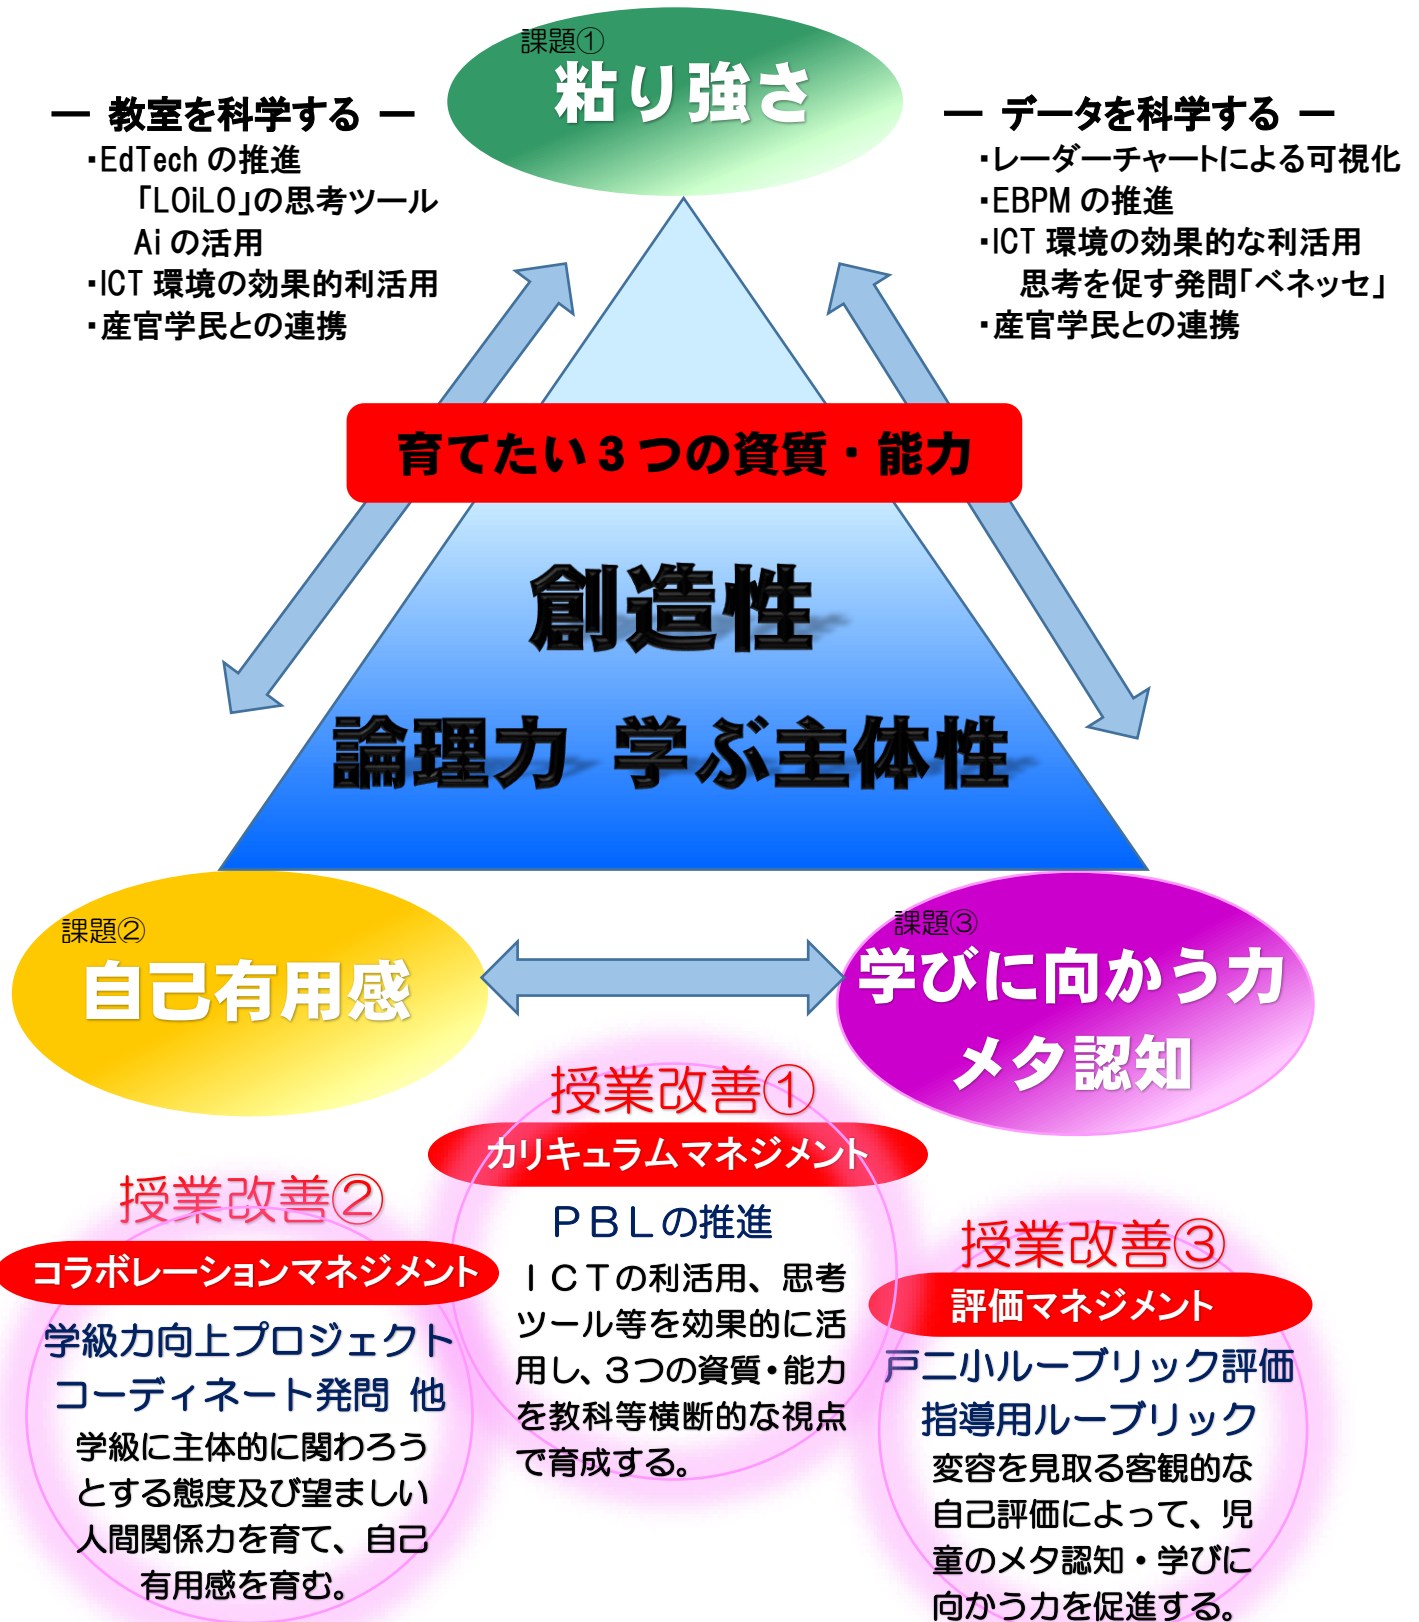 課題①
粘り強さ
― 教室を科学する ―
・EdTech の推進
「LOiLO」の思考ツール
Ai の活用
・ICT 環境の効果的利活用
・産官学民との連携
― データを科学する ―
・レーダーチャートによる可視化
・EBPM の推進
・ICT 環境の効果的な利活用
思考を促す発問「ベネッセ」
・産官学民との連携
育てたい3つの資質・能力
創造性
論理力 学ぶ主体性
課題②
自己有用感
課題③
学びに向かう力
メタ認知
授業改善①
カリキュラムマネジメント
PBLの推進
ICTの利活用、思考
ツール等を効果的に活
用し、3つの資質・能力
を教科等横断的な視点
で育成する。
授業改善②
コラボレーションマネジメント
学級力向上プロジェクト
コーディネート発問 他
学級に主体的に関わろう
とする態度及び望ましい
人間関係力を育て、自己
有用感を育む。
授業改善③
評価マネジメント
戸二小ルーブリック評価
指導用ルーブリック
変容を見取る客観的な
自己評価によって、児
童のメタ認知・学びに
向かう力を促進する。